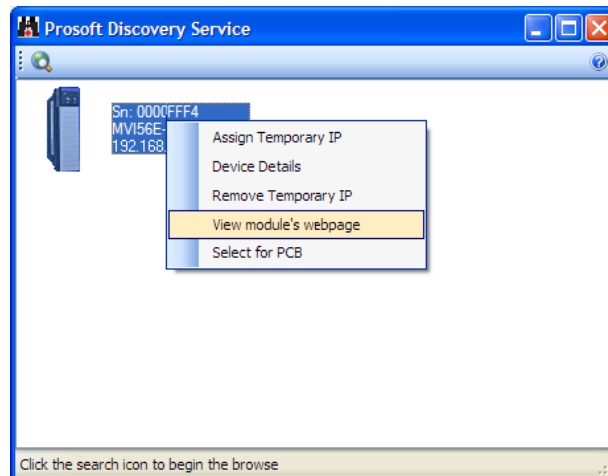 Prosoft Discovery Service
Sn: 0000FFF4
MVI56E-
192.168.
Assign Temporary IP
Device Details
Remove Temporary IP
View module's webpage
Select for PCB
Click the search icon to begin the browse